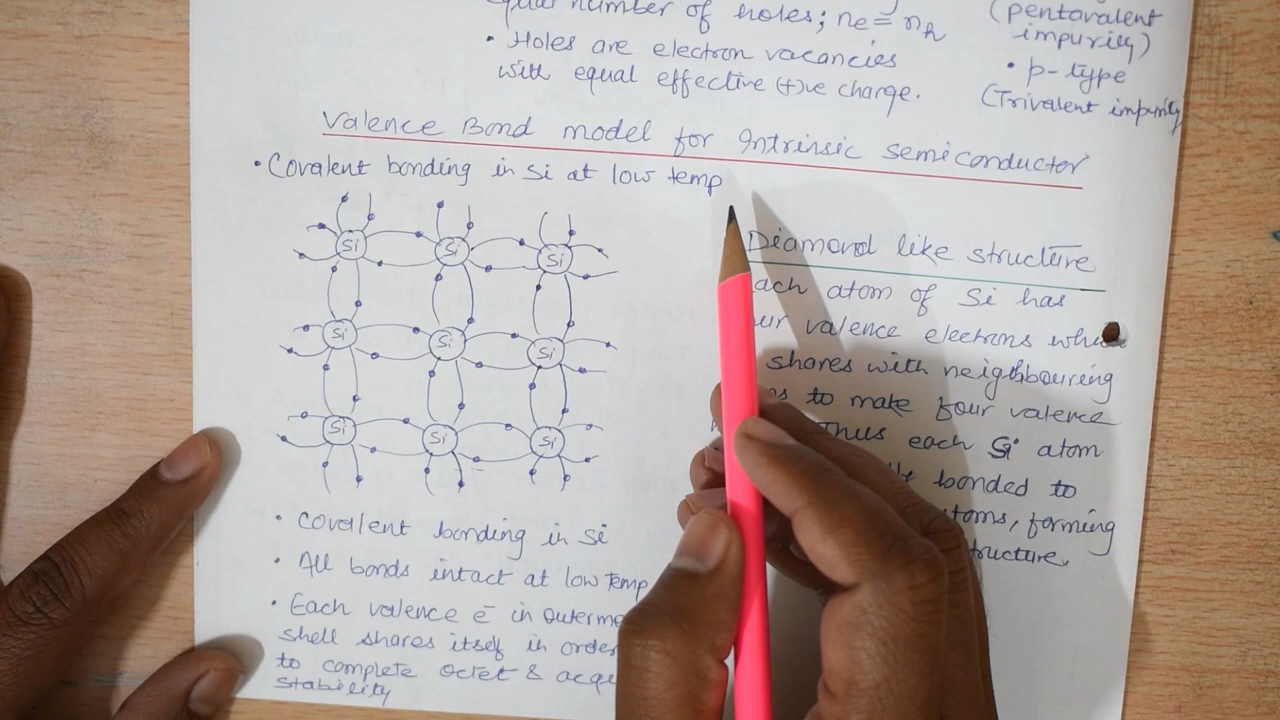 equal number of holes; ne = nh
• Holes are electron vacancies
with equal effective (+)ve charge.
(pentavalent
impurity)
• p-type
(Trivalent impurity
Valence Bond model for Intrinsic semiconductor
• Covalent bonding in Si at low temp
Si Si Si
Si Si Si
Si Si Si
Diamond like structure
ach atom of Si has
ur valence electrons whi
shares with neighbouring
s to make four valence
Thus each Si atom
bonded to
toms, forming
tructure.
• Covalent bonding in Si
• All bonds intact at low Temp
• Each valence e̅ in outerm
shell shares itself in order
to complete octet & acqu
stability